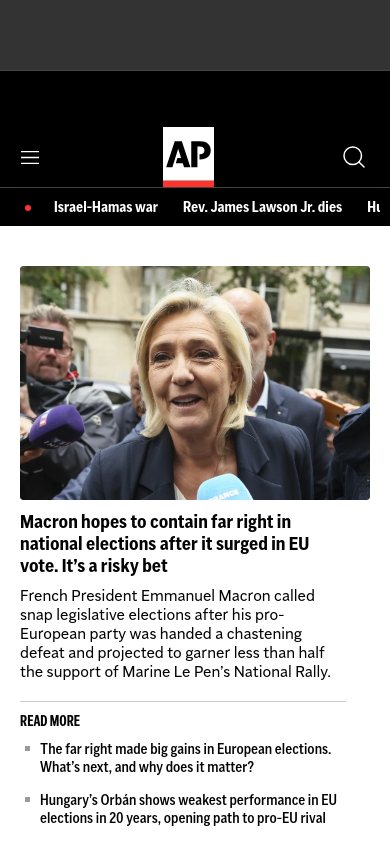 AP
Israel-Hamas war Rev. James Lawson Jr. dies Hu
FRANCE
Macron hopes to contain far right in
national elections after it surged in EU
vote. It's a risky bet
French President Emmanuel Macron called
snap legislative elections after his pro-
European party was handed a chastening
defeat and projected to garner less than half
the support of Marine Le Pen's National Rally.
READ MORE
The far right made big gains in European elections.
What's next, and why does it matter?
Hungary's Orbán shows weakest performance in EU
elections in 20 years, opening path to pro-EU rival